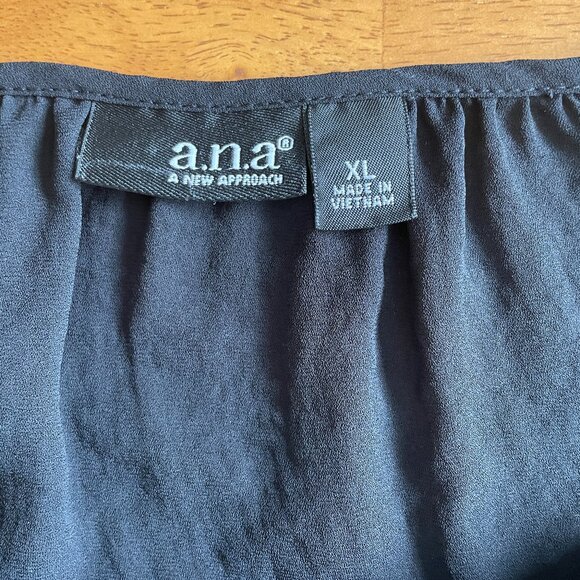 a.n.a®
A NEW APPROACH
XL
MADE IN
VIETNAM